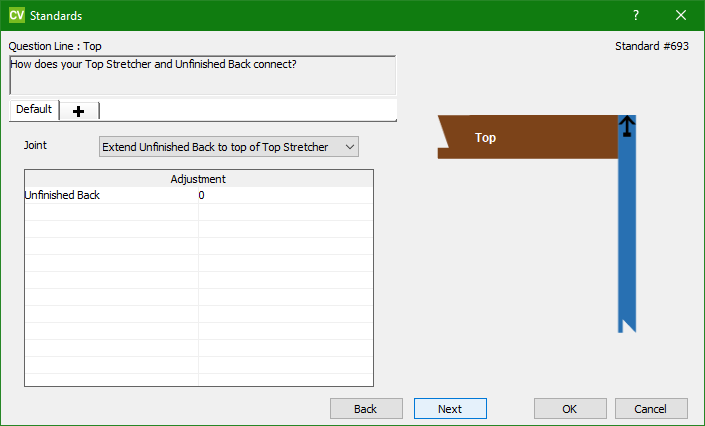 CV Standards ?
Question Line : Top Standard #693
How does your Top Stretcher and Unfinished Back connect?
Default
Joint Extend Unfinished Back to top of Top Stretcher
Top
Adjustment
Unfinished Back 0
Back Next OK Cancel